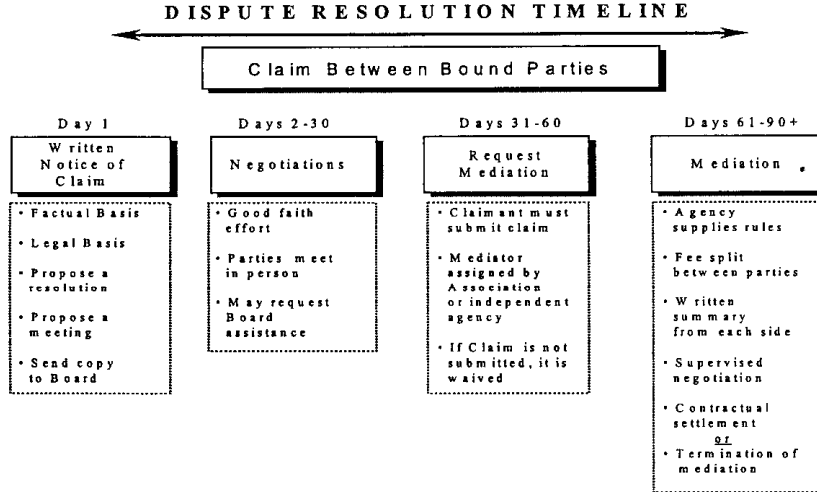 DISPUTE RESOLUTION TIMELINE
Claim Between Bound Parties
Day 1
Written
Notice of
Claim
• Factual Basis
• Legal Basis
• Propose a
resolution
• Propose a
meeting
• Send copy
to Board
Days 2-30
Negotiations
• Good faith
effort
• Parties meet
in person
• May request
Board
assistance
Days 31-60
Request
Mediation
• Claimant must
submit claim
• Mediator
assigned by
Association
or independent
agency
• If Claim is not
submitted, it is
waived
Days 61-90+
Mediation
• Agency
supplies rules
• Fee split
between parties
• Written
summary
from each side
• Supervised
negotiation
• Contractual
settlement
or
• Termination of
mediation